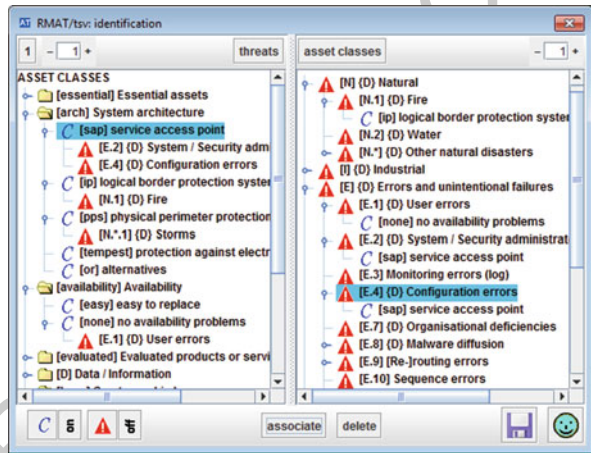 RMAT/tsv: identification
1 - 1 + threats
asset classes - 1 +
ASSET CLASSES
[essential] Essential assets
[arch] System architecture
C [sap] service access point
[E.2] {D} System / Security adm
[E.4] {D} Configuration errors
C [ip] logical border protection syster
[N.1] {D} Fire
C [pps] physical perimeter protection
[N.*.1] {D} Storms
C [tempest] protection against electr
C [or] alternatives
[availability] Availability
C [easy] easy to replace
C [none] no availability problems
[E.1] {D} User errors
[evaluated] Evaluated products or servi
[D] Data / Information
[N] {D} Natural
[N.1] {D} Fire
C [ip] logical border protection syster
[N.2] {D} Water
[N.*] {D} Other natural disasters
[I] {D} Industrial
[E] {D} Errors and unintentional failures
[E.1] {D} User errors
C [none] no availability problems
[E.2] {D} System / Security administrat
C [sap] service access point
[E.3] Monitoring errors (log)
[E.4] {D} Configuration errors
C [sap] service access point
[E.7] {D} Organisational deficiencies
[E.8] {D} Malware diffusion
[E.9] [Re-]routing errors
[E.10] Sequence errors
C on off associate delete